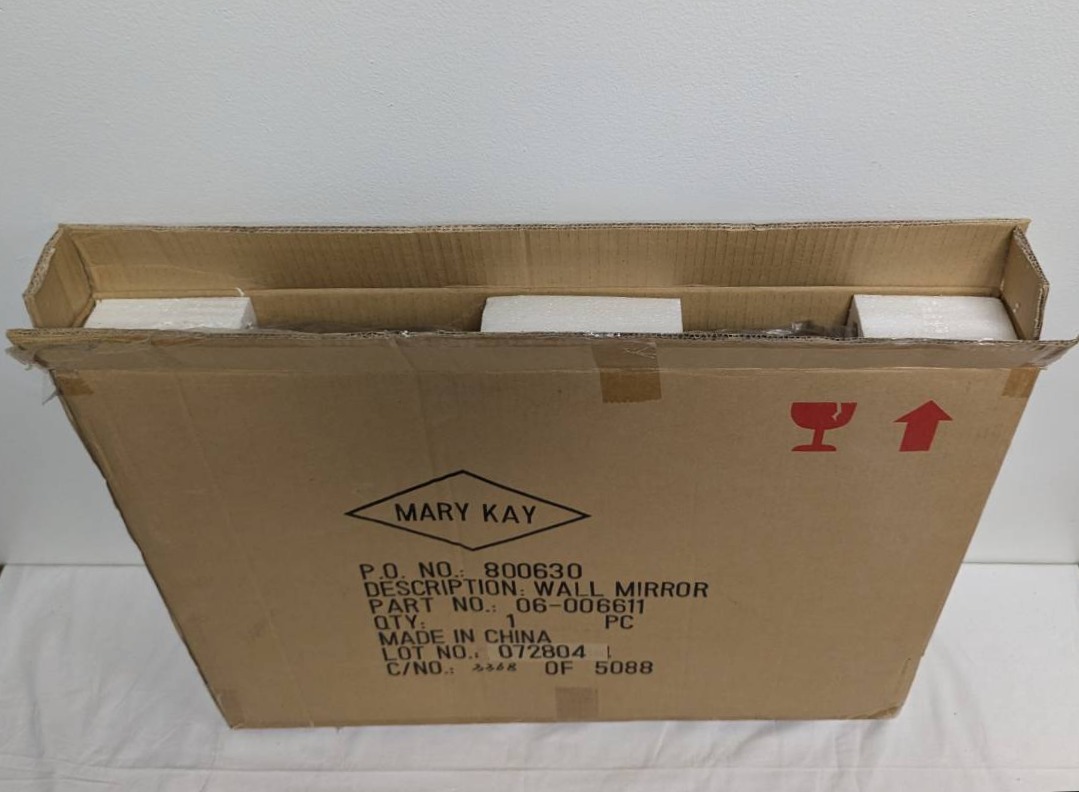 MARY KAY
P.O. NO.: 800630
DESCRIPTION: WALL MIRROR
PART NO.: 06-006611
QTY: 1 PC
MADE IN CHINA
LOT NO.: 072804
C/NO.: 3368 OF 5088